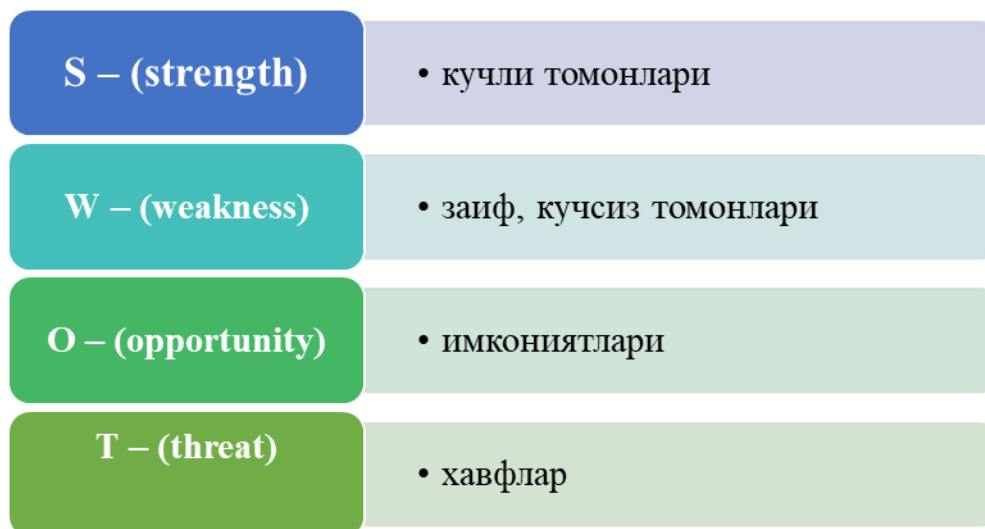 S – (strength)
• кучли томонлари
W – (weakness)
• заиф, кучсиз томонлари
O – (opportunity)
• имкониятлари
T – (threat)
• хавфлар